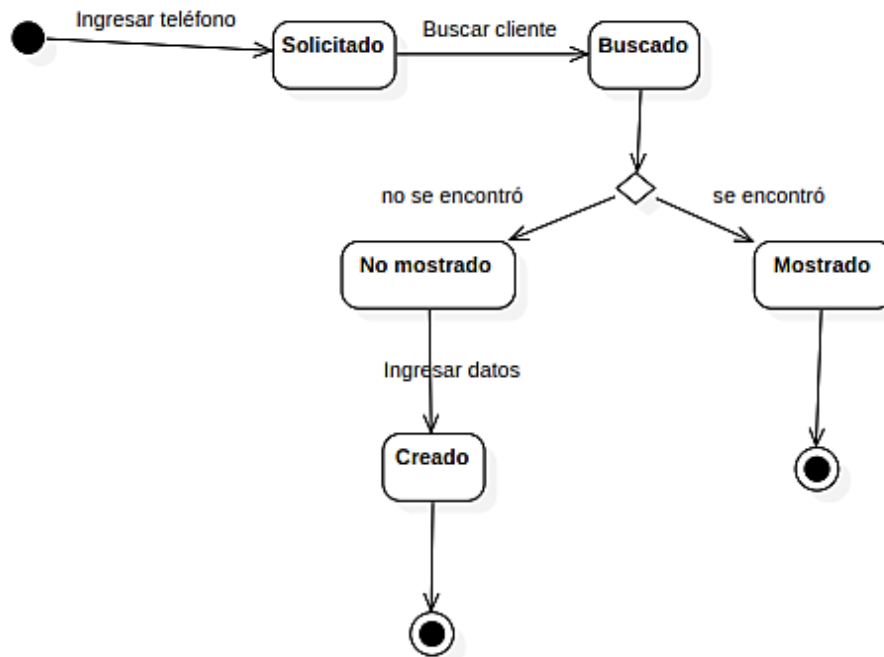 Ingresar teléfono
Solicitado
Buscar cliente
Buscado
no se encontró
se encontró
No mostrado
Mostrado
Ingresar datos
Creado